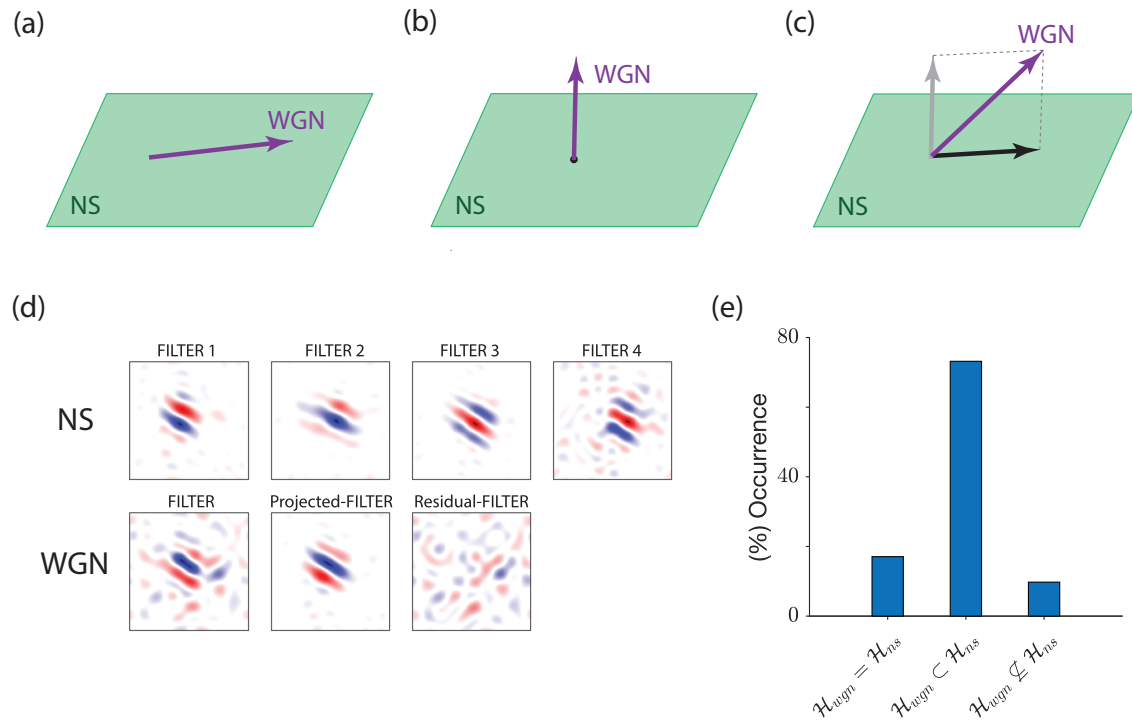 (a)
WGN
NS
(b)
WGN
NS
(c)
WGN
NS
(d)
FILTER 1 FILTER 2 FILTER 3 FILTER 4
NS
FILTER Projected-FILTER Residual-FILTER
WGN
(e)
(%) Occurrence
80
40
0
ℋwgn = ℋns
ℋwgn ⊂ ℋns
ℋwgn ⊈ ℋns